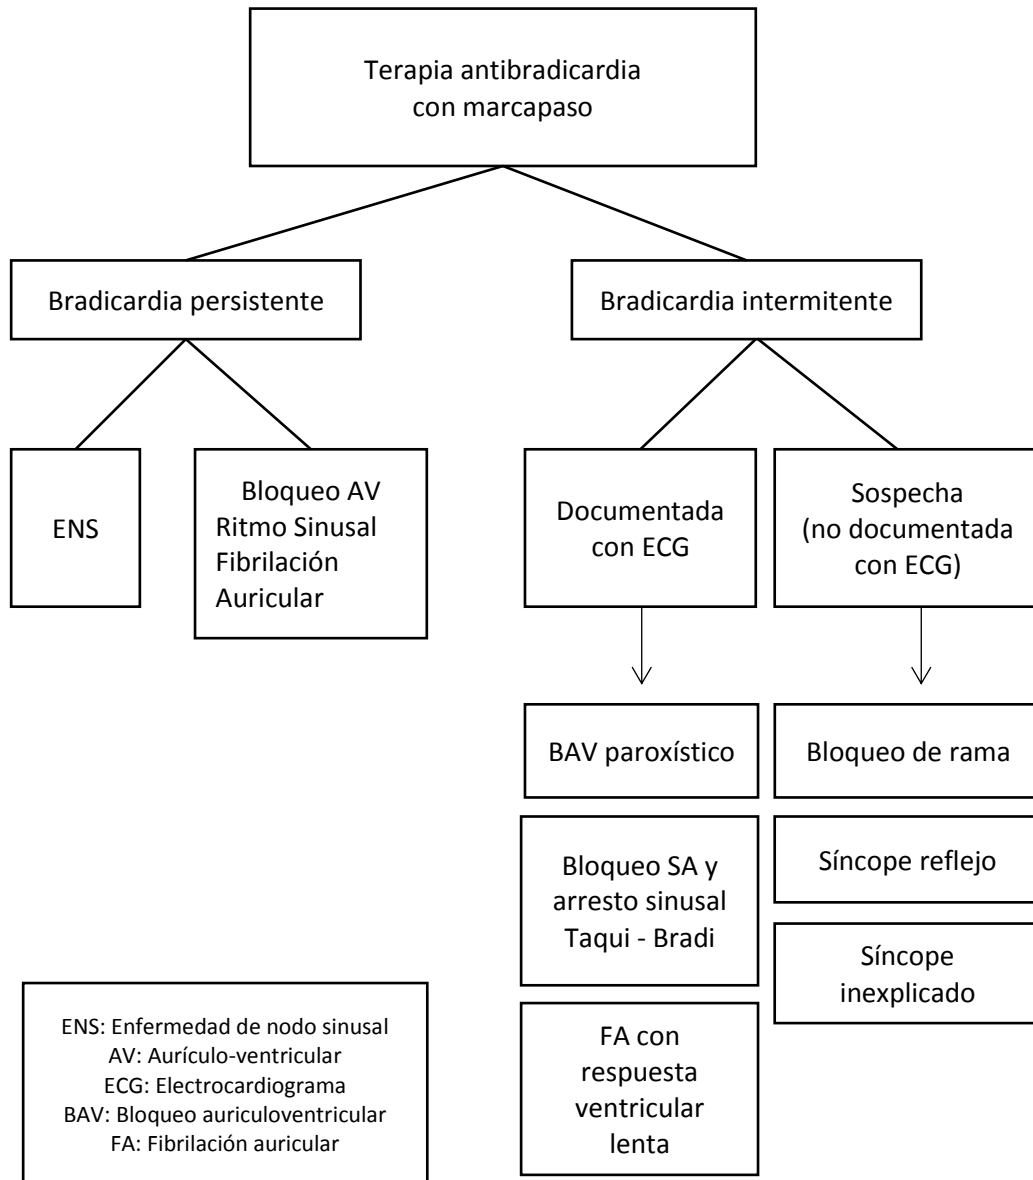 Terapia antibradicardia
con marcapaso
Bradicardia persistente
Bradicardia intermitente
ENS
Bloqueo AV
Ritmo Sinusal
Fibrilación
Auricular
Documentada
con ECG
Sospecha
(no documentada
con ECG)
BAV paroxístico
Bloqueo de rama
Bloqueo SA y
arresto sinusal
Taqui - Bradi
Síncope reflejo
Síncope
inexplicado
FA con
respuesta
ventricular
lenta
ENS: Enfermedad de nodo sinusal
AV: Aurículo-ventricular
ECG: Electrocardiograma
BAV: Bloqueo auriculoventricular
FA: Fibrilación auricular